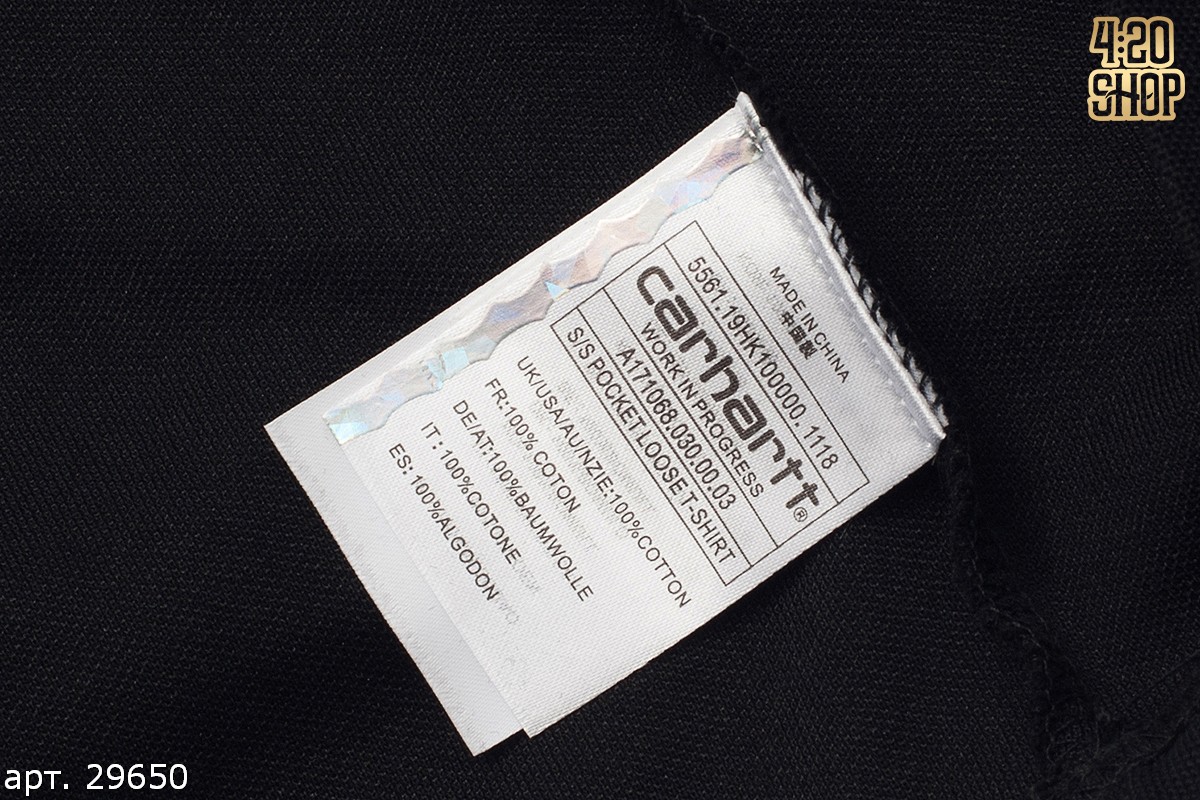 4:20
SHOP
MADE IN CHINA
中国製
5561.19HK100000.1118
carhartt®
WORK IN PROGRESS
A171068.030.00.03
S/S POCKET LOOSE T-SHIRT
UK/USA/AU/NZ/IE:100%COTTON
FR:100% COTON
DE/AT:100%BAUMWOLLE
IT: 100%COTONE
ES: 100%ALGODON
арт. 29650